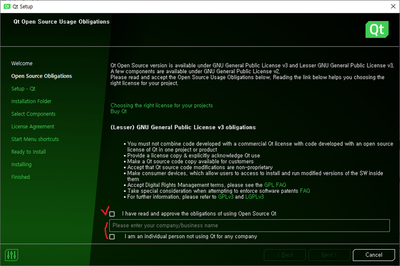 Qt Setup
Qt Open Source Usage Obligations
Qt
Welcome
Open Source Obligations
Setup - Qt
Installation Folder
Select Components
License Agreement
Start Menu shortcuts
Ready to Install
Installing
Finished
Qt Open Source version is available under GNU General Public License v3 and Lesser GNU General Public License v3.
A few components are available under GNU General Public License v2.
Please read and accept the Open Source Usage Obligations below, Reading the link below helps you choosing the right
license for your project.
Choosing the right license for your projects
Buy Qt
(Lesser) GNU General Public License v3 obligations
• You must not combine code developed with a commercial Qt license with code developed with an open source
license of Qt in one project or product
• Provide a license copy & explicitly acknowledge Qt use
• Make a Qt source code copy available for customers
• Accept that Qt source code modifications are non-proprietary
• Make consumer devices, which allow users to access to install and run modified versions of the SW inside
them
• Accept Digital Rights Management terms, please see the GPL FAQ
• Take special consideration when attempting to enforce software patents FAQ
• For further information, please refer to GPLv3 and LGPLv3
I have read and approve the obligations of using Open Source Qt
Please enter your company/business name
I am an individual person not using Qt for any company
Cancel